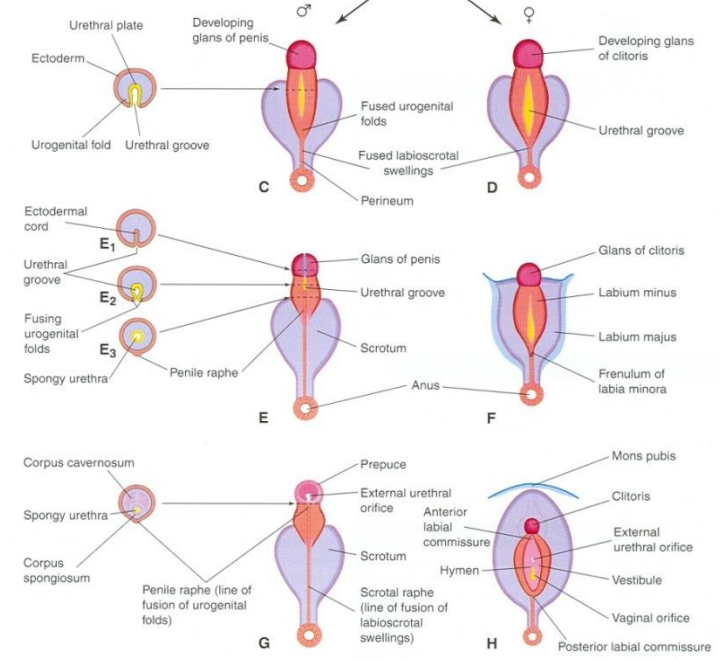 ♂
♀
Urethral plate
Ectoderm
Urogenital fold
Urethral groove
Developing
glans of penis
Fused urogenital
folds
Fused labioscrotal
swellings
Perineum
C
Developing glans
of clitoris
Urethral groove
D
Ectodermal
cord
E1
Urethral
groove
E2
Fusing
urogenital
folds
E3
Spongy urethra
Penile raphe
Glans of penis
Urethral groove
Scrotum
Anus
E
Glans of clitoris
Labium minus
Labium majus
Frenulum of
labia minora
F
Corpus cavernosum
Spongy urethra
Corpus
spongiosum
Penile raphe (line of
fusion of urogenital
folds)
Prepuce
External urethral
orifice
Scrotum
Scrotal raphe
(line of fusion of
labioscrotal
swellings)
G
Mons pubis
Clitoris
Anterior
labial
commissure
External
urethral orifice
Hymen
Vestibule
Vaginal orifice
Posterior labial commissure
H